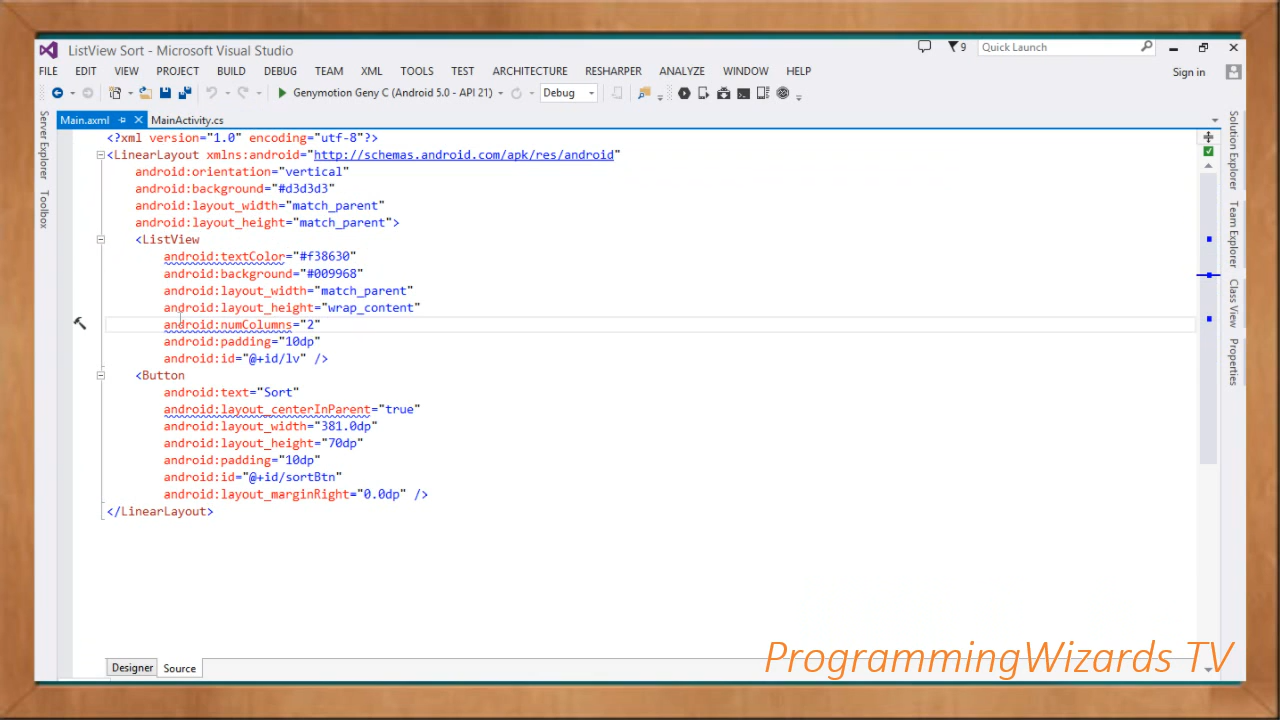 ListView Sort - Microsoft Visual Studio
9
Quick Launch
FILE EDIT VIEW PROJECT BUILD DEBUG TEAM XML TOOLS TEST ARCHITECTURE RESHARPER ANALYZE WINDOW HELP
Sign in
Genymotion Geny C (Android 5.0 - API 21)
Debug
Server Explorer
Toolbox
Main.axml
MainActivity.cs
<?xml version="1.0" encoding="utf-8"?>
<LinearLayout xmlns:android="http://schemas.android.com/apk/res/android"
android:orientation="vertical"
android:background="#d3d3d3"
android:layout_width="match_parent"
android:layout_height="match_parent">
<ListView
android:textColor="#f38630"
android:background="#009968"
android:layout_width="match_parent"
android:layout_height="wrap_content"
android:numColumns="2"
android:padding="10dp"
android:id="@+id/lv" />
<Button
android:text="Sort"
android:layout_centerInParent="true"
android:layout_width="381.0dp"
android:layout_height="70dp"
android:padding="10dp"
android:id="@+id/sortBtn"
android:layout_marginRight="0.0dp" />
</LinearLayout>
Solution Explorer
Team Explorer
Class View
Properties
Designer
Source
ProgrammingWizards TV